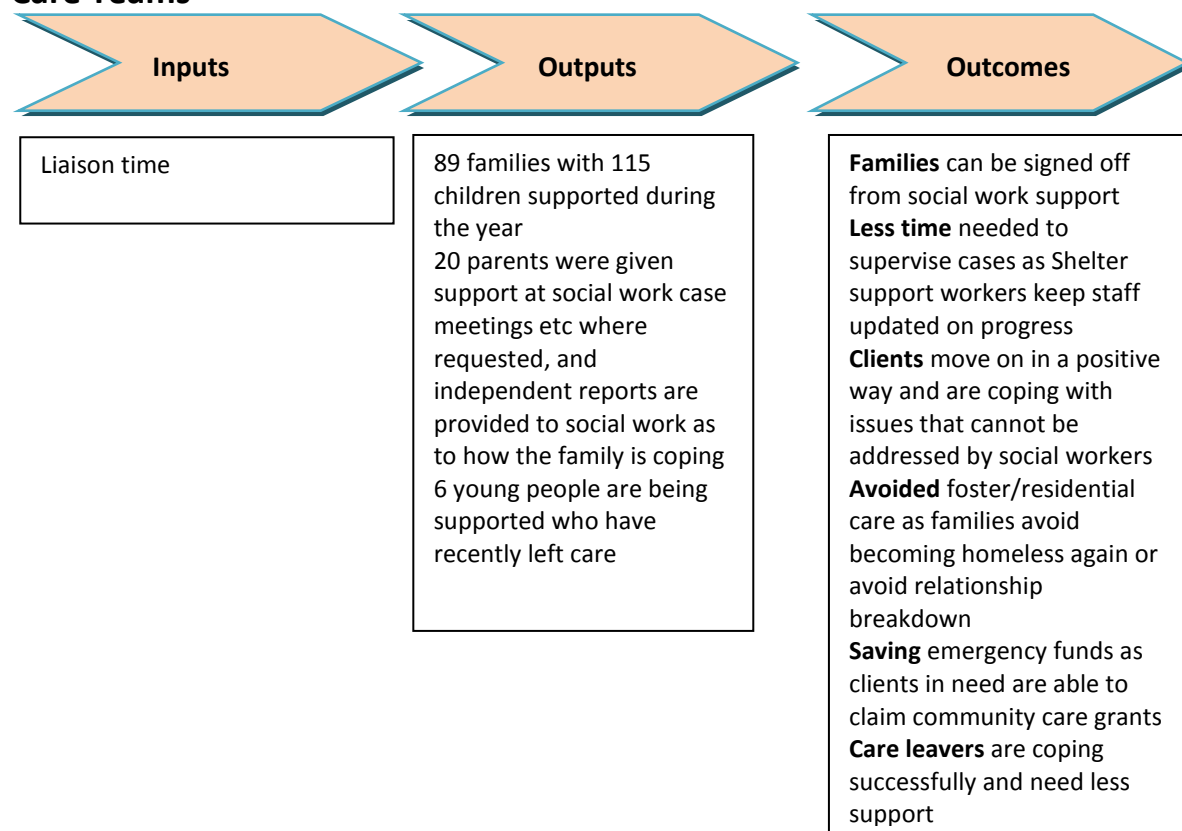 Care Teams
Inputs
Outputs
Outcomes
Liaison time
89 families with 115
children supported during
the year
20 parents were given
support at social work case
meetings etc where
requested, and
independent reports are
provided to social work as
to how the family is coping
6 young people are being
supported who have
recently left care
Families can be signed off
from social work support
Less time needed to
supervise cases as Shelter
support workers keep staff
updated on progress
Clients move on in a positive
way and are coping with
issues that cannot be
addressed by social workers
Avoided foster/residential
care as families avoid
becoming homeless again or
avoid relationship
breakdown
Saving emergency funds as
clients in need are able to
claim community care grants
Care leavers are coping
successfully and need less
support